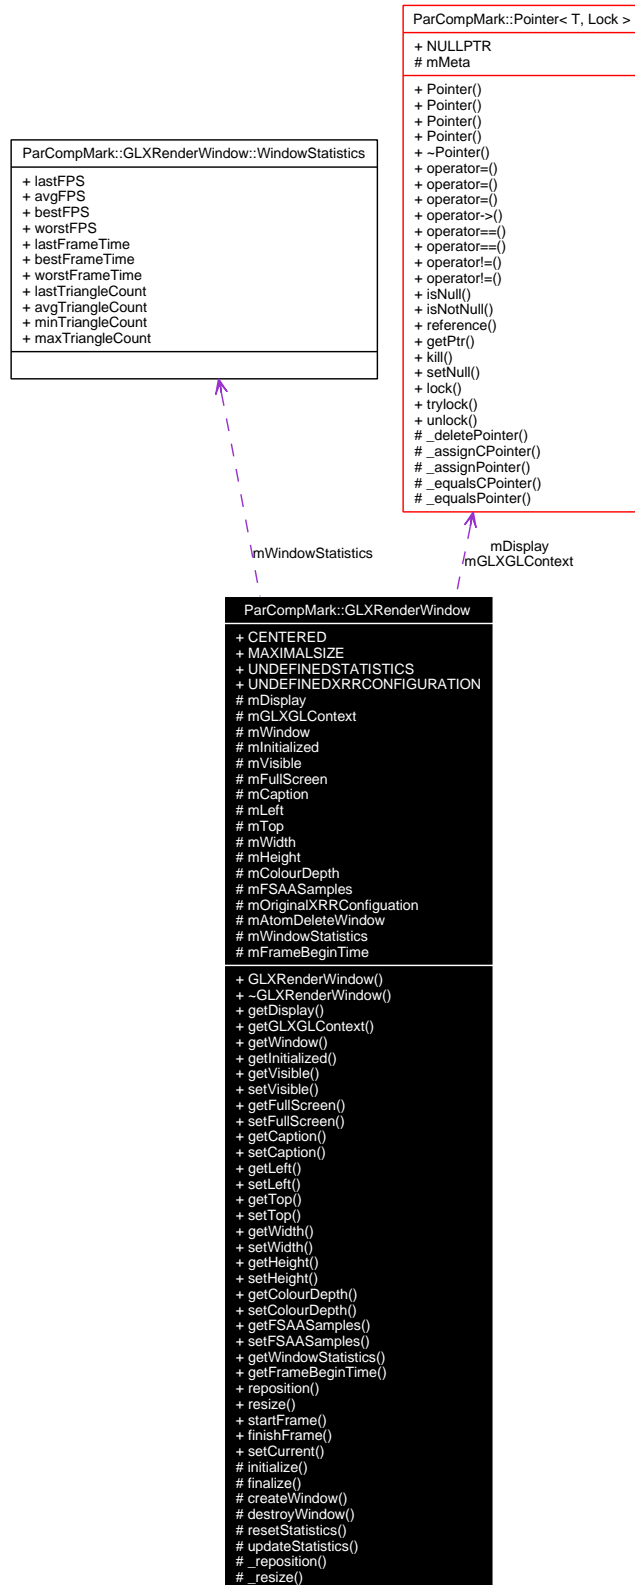 ParCompMark::Pointer< T, Lock >
+ NULLPTR
# mMeta
+ Pointer()
+ Pointer()
+ Pointer()
+ Pointer()
+ ~Pointer()
+ operator=()
+ operator=()
+ operator=()
+ operator->()
+ operator==()
+ operator==()
+ operator!=()
+ operator!=()
+ isNull()
+ isNotNull()
+ reference()
+ getPtr()
+ kill()
+ setNull()
+ lock()
+ trylock()
+ unlock()
# _deletePointer()
# _assignCPointer()
# _assignPointer()
# _equalsCPointer()
# _equalsPointer()
ParCompMark::GLXRenderWindow::WindowStatistics
+ lastFPS
+ avgFPS
+ bestFPS
+ worstFPS
+ lastFrameTime
+ bestFrameTime
+ worstFrameTime
+ lastTriangleCount
+ avgTriangleCount
+ minTriangleCount
+ maxTriangleCount
mWindowStatistics
mDisplay
mGLXGLContext
ParCompMark::GLXRenderWindow
+ CENTERED
+ MAXIMALSIZE
+ UNDEFINEDSTATISTICS
+ UNDEFINEDXRRCONFIGURATION
# mDisplay
# mGLXGLContext
# mWindow
# mInitialized
# mVisible
# mFullScreen
# mCaption
# mLeft
# mTop
# mWidth
# mHeight
# mColourDepth
# mFSAASamples
# mOriginalXRRConfiguation
# mAtomDeleteWindow
# mWindowStatistics
# mFrameBeginTime
+ GLXRenderWindow()
+ ~GLXRenderWindow()
+ getDisplay()
+ getGLXGLContext()
+ getWindow()
+ getInitialized()
+ getVisible()
+ setVisible()
+ getFullScreen()
+ setFullScreen()
+ getCaption()
+ setCaption()
+ getLeft()
+ setLeft()
+ getTop()
+ setTop()
+ getWidth()
+ setWidth()
+ getHeight()
+ setHeight()
+ getColourDepth()
+ setColourDepth()
+ getFSAASamples()
+ setFSAASamples()
+ getWindowStatistics()
+ getFrameBeginTime()
+ reposition()
+ resize()
+ startFrame()
+ finishFrame()
+ setCurrent()
# initialize()
# finalize()
# createWindow()
# destroyWindow()
# resetStatistics()
# updateStatistics()
# _reposition()
# _resize()